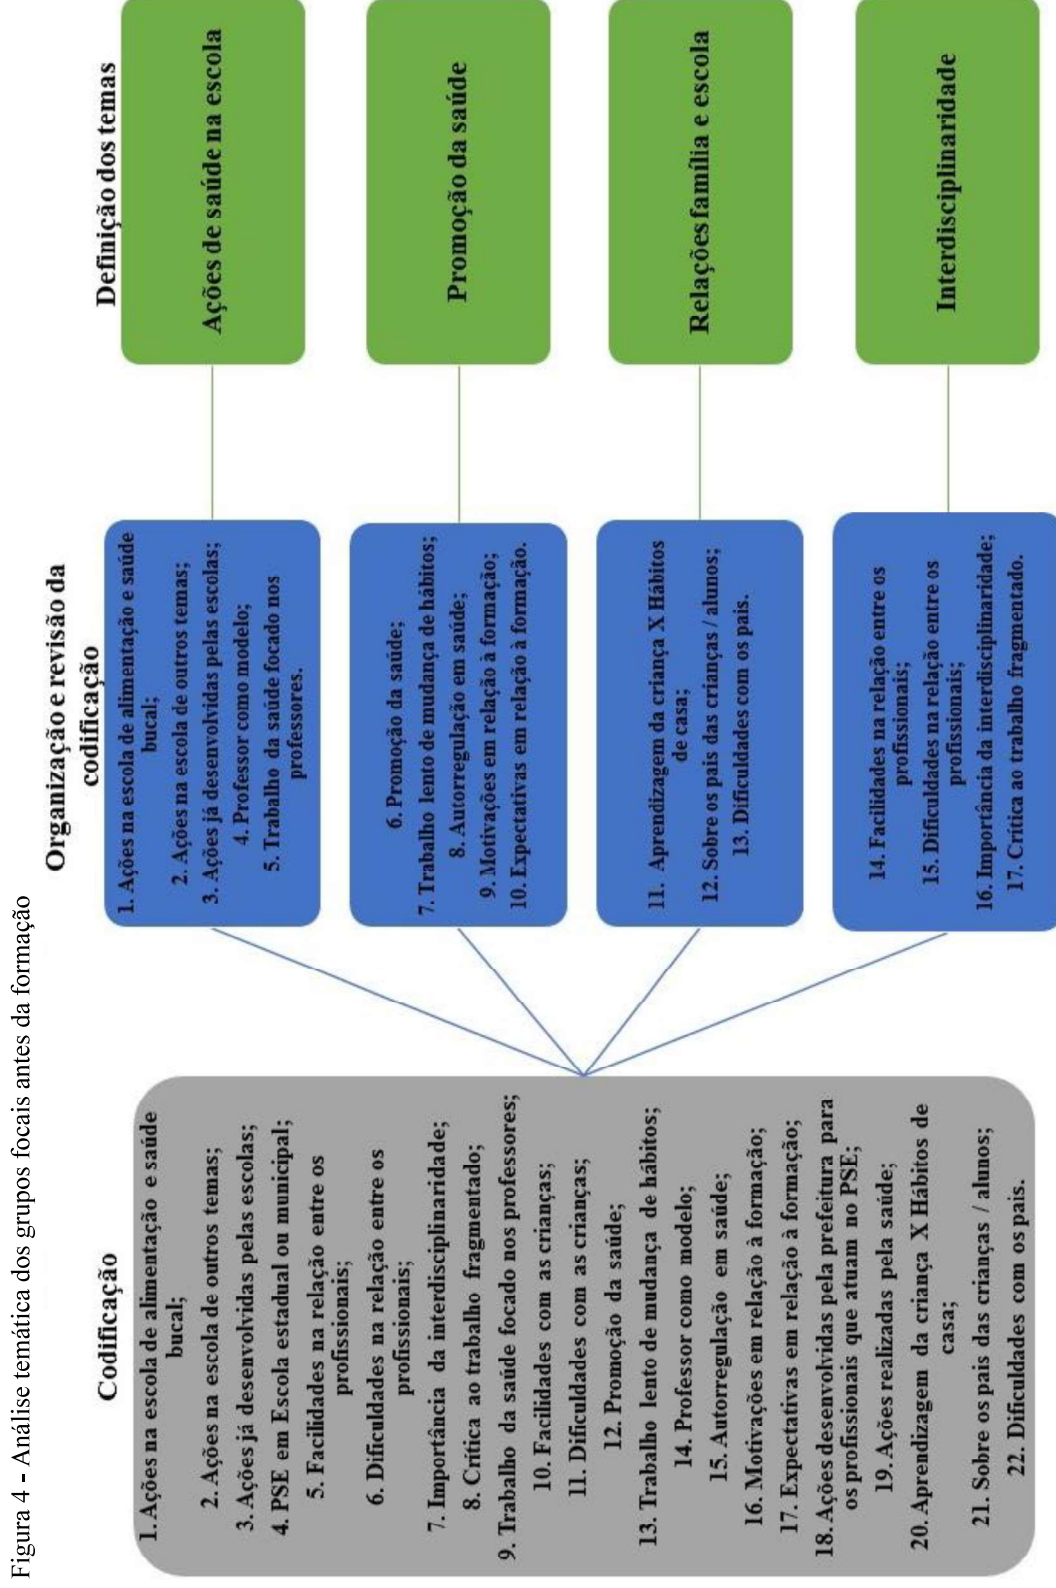 Figura 4 - Análise temática dos grupos focais antes da formação
Codificação
1. Ações na escola de alimentação e saúde
bucal;
2. Ações na escola de outros temas;
3. Ações já desenvolvidas pelas escolas;
4. PSE em Escola estadual ou municipal;
5. Facilidades na relação entre os
profissionais;
6. Dificuldades na relação entre os
profissionais;
7. Importância da interdisciplinaridade;
8. Crítica ao trabalho fragmentado;
9. Trabalho da saúde focado nos professores;
10. Facilidades com as crianças;
11. Dificuldades com as crianças;
12. Promoção da saúde;
13. Trabalho lento de mudança de hábitos;
14. Professor como modelo;
15. Autorregulação em saúde;
16. Motivações em relação à formação;
17. Expectativas em relação à formação;
18. Ações desenvolvidas pela prefeitura para
os profissionais que atuam no PSE;
19. Ações realizadas pela saúde;
20. Aprendizagem da criança X Hábitos de
casa;
21. Sobre os pais das crianças / alunos;
22. Dificuldades com os pais.
Organização e revisão da
codificação
1. Ações na escola de alimentação e saúde
bucal;
2. Ações na escola de outros temas;
3. Ações já desenvolvidas pelas escolas;
4. Professor como modelo;
5. Trabalho da saúde focado nos
professores.
6. Promoção da saúde;
7. Trabalho lento de mudança de hábitos;
8. Autorregulação em saúde;
9. Motivações em relação à formação;
10. Expectativas em relação à formação.
11. Aprendizagem da criança X Hábitos
de casa;
12. Sobre os pais das crianças / alunos;
13. Dificuldades com os pais.
14. Facilidades na relação entre os
profissionais;
15. Dificuldades na relação entre os
profissionais;
16. Importância da interdisciplinaridade;
17. Crítica ao trabalho fragmentado.
Definição dos temas
Ações de saúde na escola
Promoção da saúde
Relações família e escola
Interdisciplinaridade